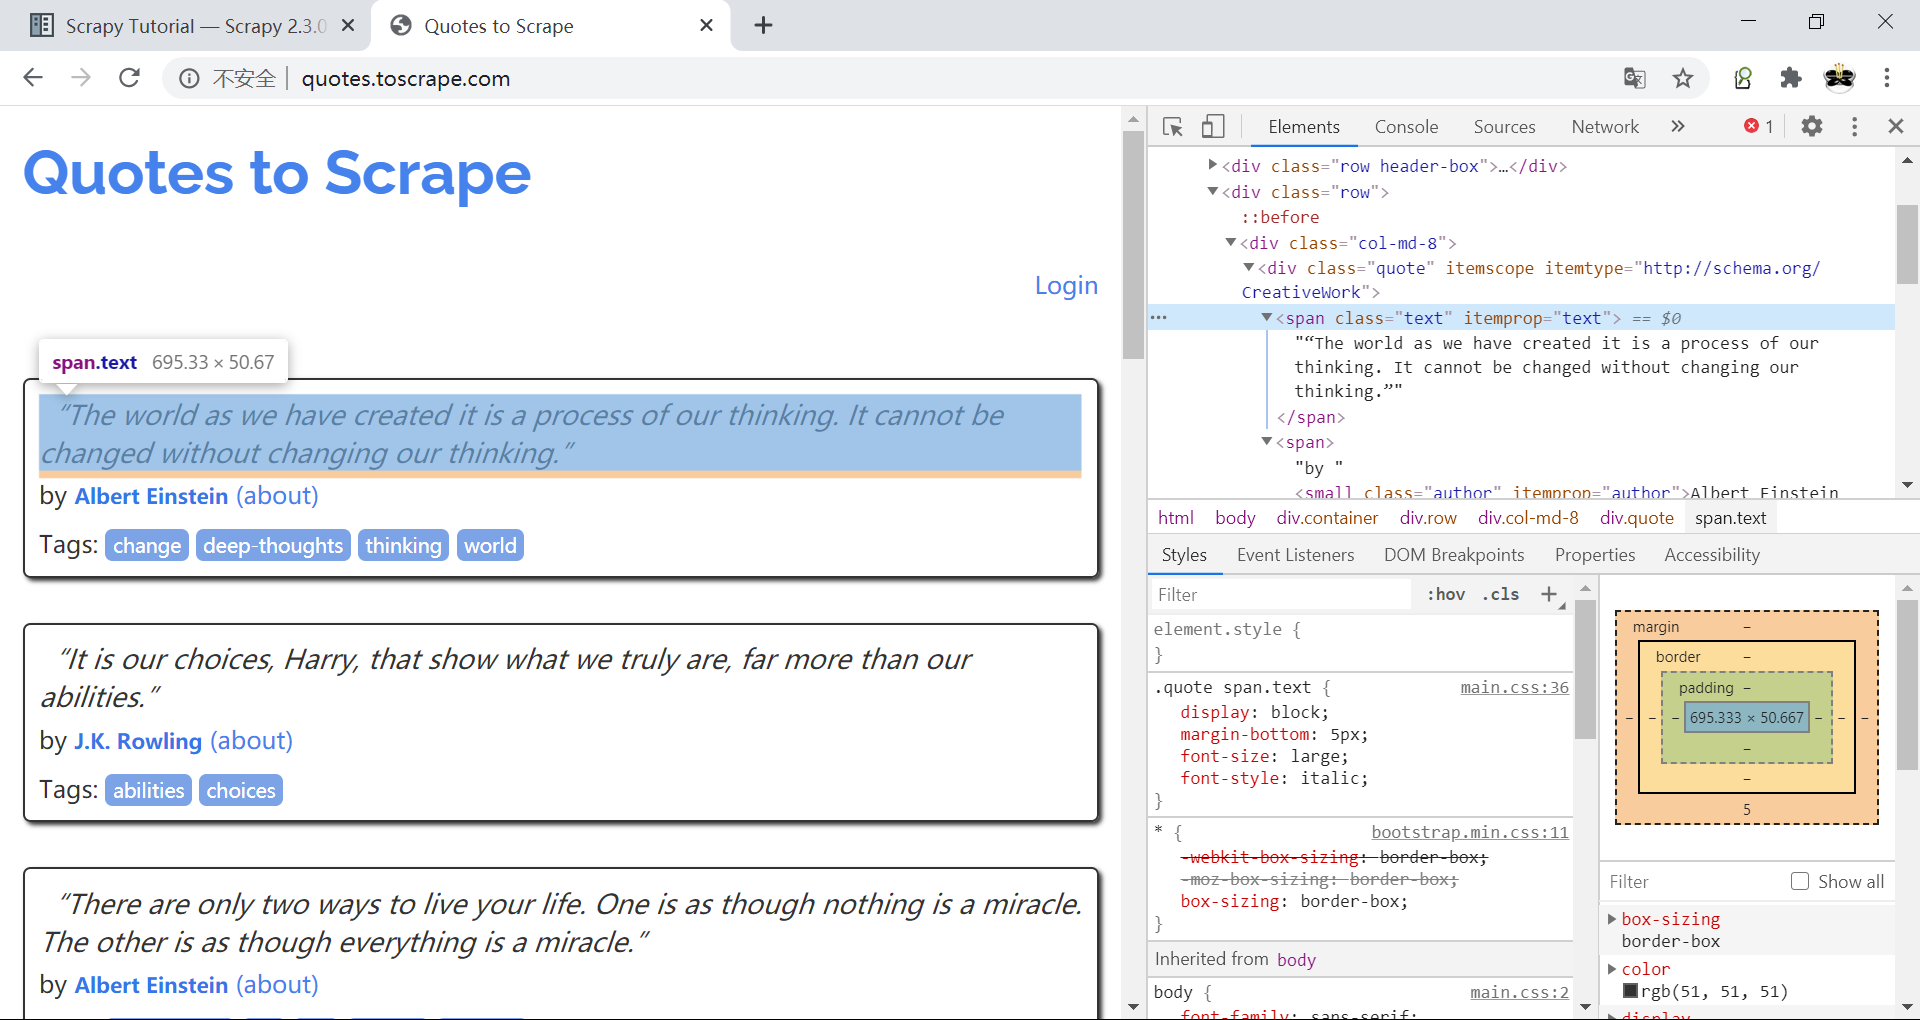 Scrapy Tutorial — Scrapy 2.3.0
Quotes to Scrape
不安全
quotes.toscrape.com
Quotes to Scrape
Login
span.text 695.33 × 50.67
“The world as we have created it is a process of our thinking. It cannot be
changed without changing our thinking.”
by Albert Einstein (about)
Tags: change deep-thoughts thinking world
“It is our choices, Harry, that show what we truly are, far more than our
abilities.”
by J.K. Rowling (about)
Tags: abilities choices
“There are only two ways to live your life. One is as though nothing is a miracle.
The other is as though everything is a miracle.”
by Albert Einstein (about)
Elements Console Sources Network » 1
<div class="row header-box">…</div>
<div class="row">
::before
<div class="col-md-8">
<div class="quote" itemscope itemtype="http://schema.org/
CreativeWork">
<span class="text" itemprop="text"> == $0
"“The world as we have created it is a process of our
thinking. It cannot be changed without changing our
thinking.”"
</span>
<span>
"by "
<small class="author" itemprop="author">Albert Einstein
html body div.container div.row div.col-md-8 div.quote span.text
Styles Event Listeners DOM Breakpoints Properties Accessibility
Filter :hov .cls +
element.style {
}
.quote span.text { main.css:36
display: block;
margin-bottom: 5px;
font-size: large;
font-style: italic;
}
* { bootstrap.min.css:11
-webkit-box-sizing: border-box;
-moz-box-sizing: border-box;
box-sizing: border-box;
}
Inherited from body
body { main.css:2
font-family: sans-serif;
margin –
border –
padding –
– – – 695.333 × 50.667 – – –
–
–
5
Filter Show all
box-sizing
border-box
color
rgb(51, 51, 51)
display